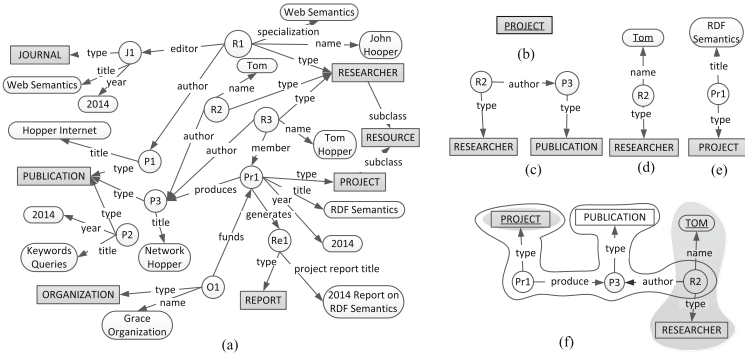 Web Semantics
specialization
R1
name
John
Hooper
JOURNAL
type
J1
editor
type
title
year
Web Semantics
2014
author
Tom
name
RESEARCHER
R2
type
type
subclass
R3
name
Tom
Hopper
RESOURCE
subclass
member
author
author
Hopper Internet
title
P1
type
PUBLICATION
type
P3
produces
Pr1
type
PROJECT
title
RDF Semantics
year
2014
generates
type
2014
year
P2
title
Keywords
Queries
title
Network
Hopper
funds
Re1
project report title
type
REPORT
2014 Report on
RDF Semantics
ORGANIZATION
type
name
O1
Grace
Organization
(a)
PROJECT
(b)
R2
author
P3
type
type
RESEARCHER
PUBLICATION
(c)
Tom
name
R2
type
RESEARCHER
(d)
RDF
Semantics
title
Pr1
type
PROJECT
(e)
PROJECT
PUBLICATION
TOM
type
type
name
Pr1
produce
P3
author
R2
type
RESEARCHER
(f)